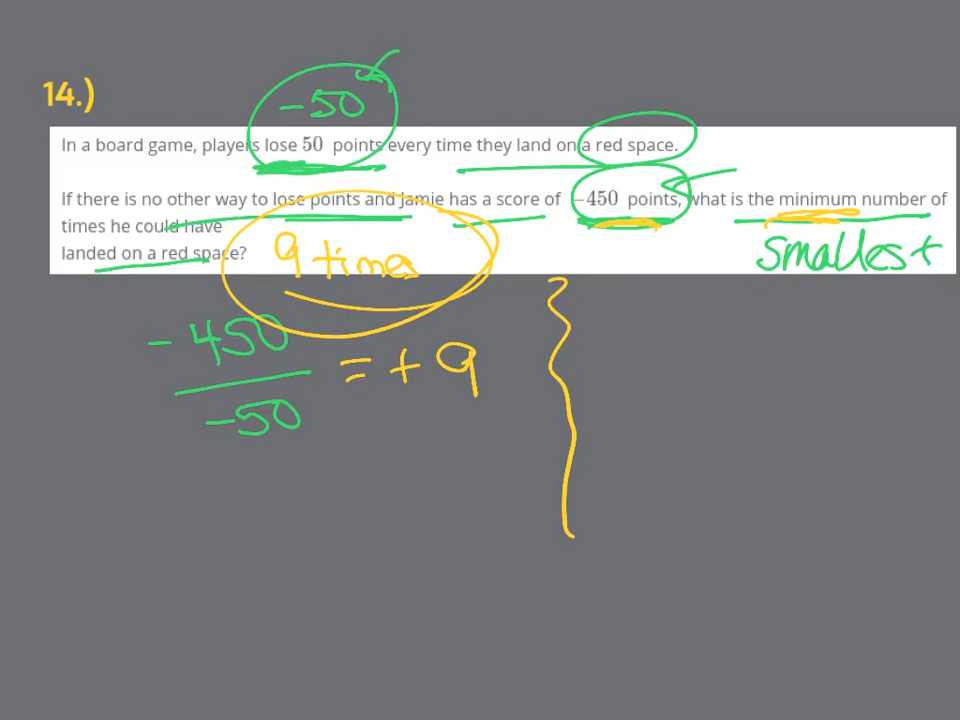 -50
14.)
In a board game, players lose 50 points every time they land on a red space.
If there is no other way to lose points and Jamie has a score of −450 points, what is the minimum number of
times he could have
landed on a red space?
9 times
smallest
-450
-50
= + 9